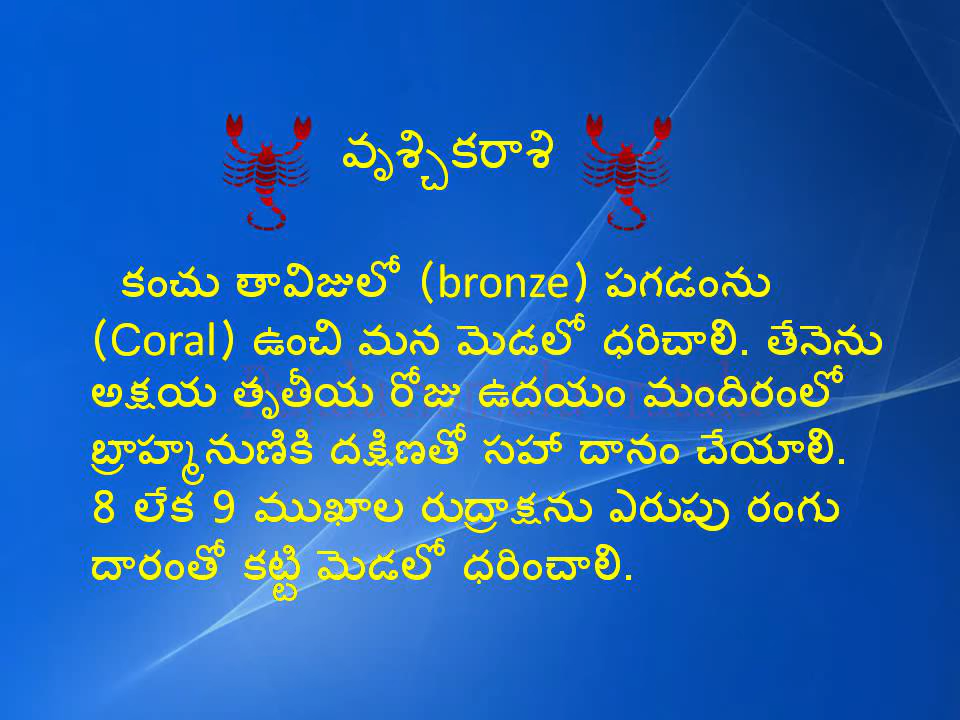 వృశ్చికరాశి
కంచు తావిజులో (bronze) పగడంను
(Coral) ఉంచి మన మెడలో ధరిచాలి. తేనెను
అక్షయ తృతీయ రోజు ఉదయం మందిరంలో
బ్రాహ్మనుణికి దక్షిణతో సహా దానం చేయాలి.
8 లేక 9 ముఖాల రుద్రాక్షను ఎరుపు రంగు
దారంతో కట్టి మెడలో ధరించాలి.